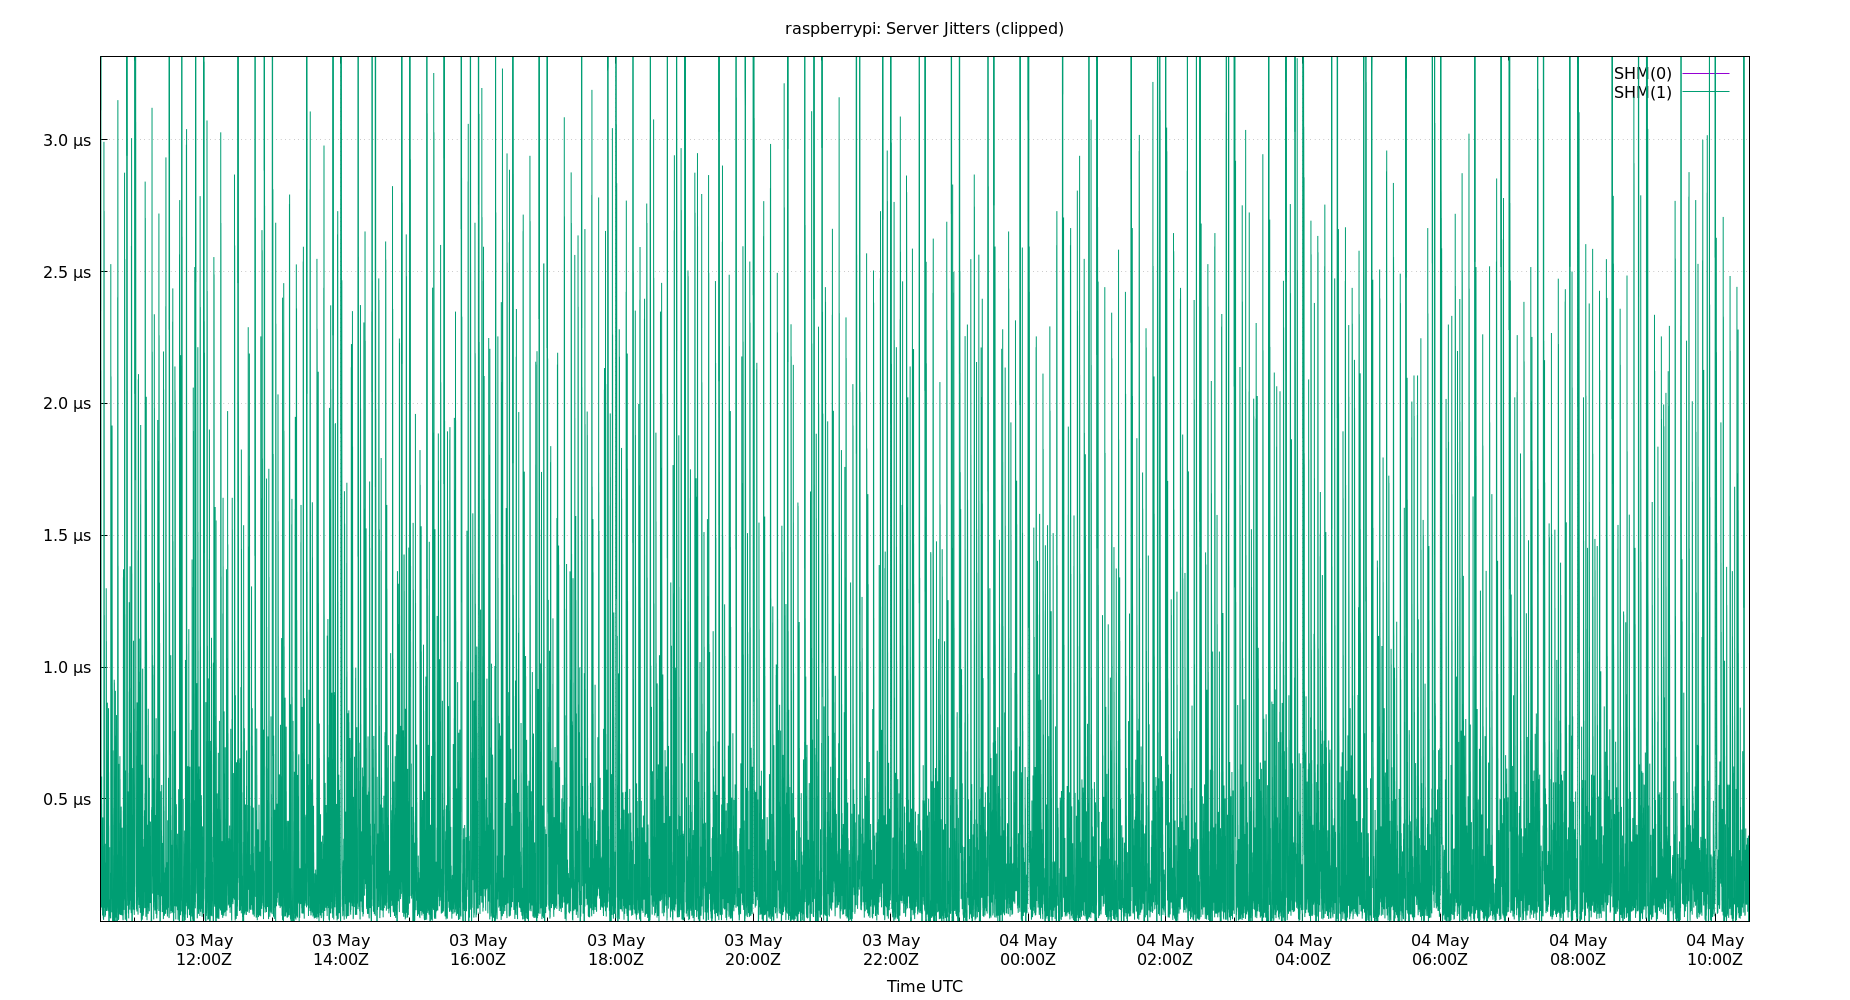 raspberrypi: Server Jitters (clipped)
SHM(0)
SHM(1)
3.0 µs
2.5 µs
2.0 µs
1.5 µs
1.0 µs
0.5 µs
03 May 03 May 03 May 03 May 03 May 03 May 04 May 04 May 04 May 04 May 04 May 04 May
12:00Z 14:00Z 16:00Z 18:00Z 20:00Z 22:00Z 00:00Z 02:00Z 04:00Z 06:00Z 08:00Z 10:00Z
Time UTC